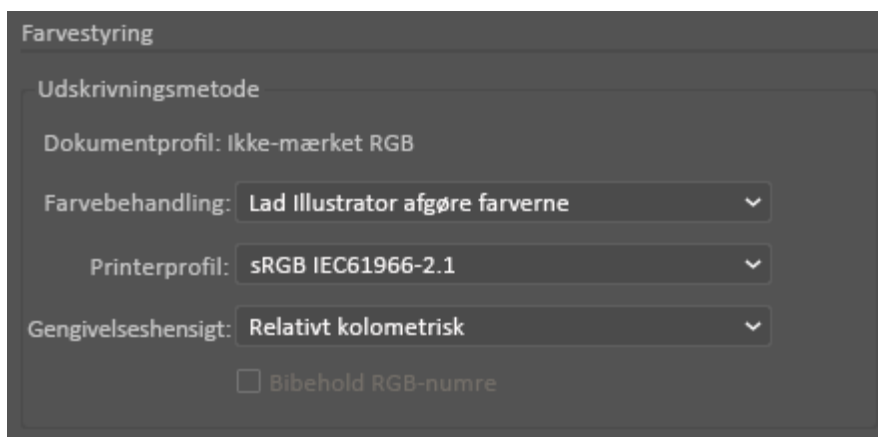 Farvestyring
Udskrivningsmetode
Dokumentprofil: Ikke-mærket RGB
Farvebehandling: Lad Illustrator afgøre farverne
Printerprofil: sRGB IEC61966-2.1
Gengivelseshensigt: Relativt kolometrisk
Bibehold RGB-numre